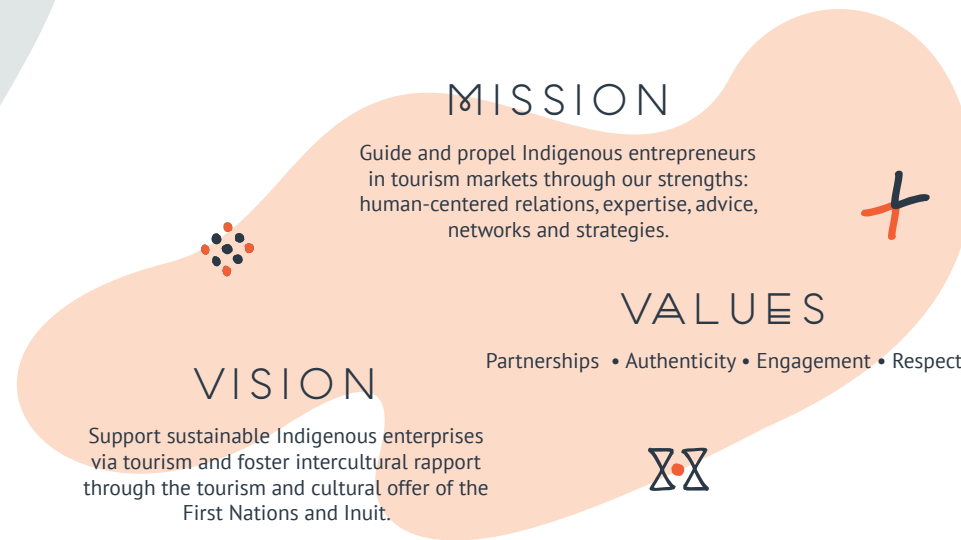 MISSION
Guide and propel Indigenous entrepreneurs
in tourism markets through our strengths:
human-centered relations, expertise, advice,
networks and strategies.
VALUES
Partnerships • Authenticity • Engagement • Respect
VISION
Support sustainable Indigenous enterprises
via tourism and foster intercultural rapport
through the tourism and cultural offer of the
First Nations and Inuit.